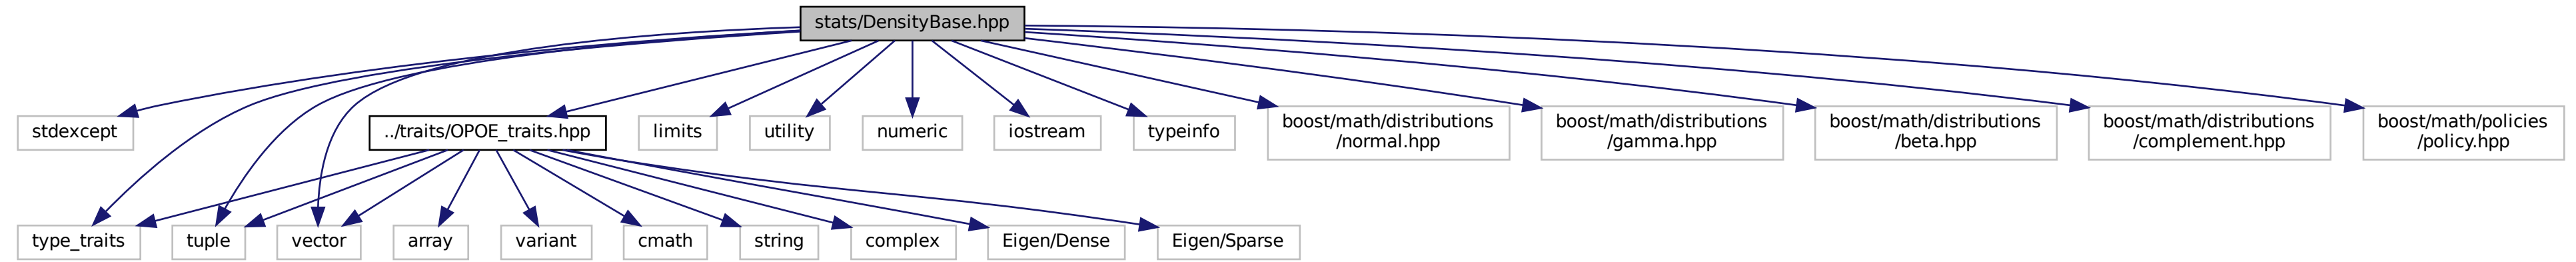 stats/DensityBase.hpp
stdexcept
../traits/OPOE_traits.hpp
limits
utility
numeric
iostream
typeinfo
boost/math/distributions
/normal.hpp
boost/math/distributions
/gamma.hpp
boost/math/distributions
/beta.hpp
boost/math/distributions
/complement.hpp
boost/math/policies
/policy.hpp
type_traits
tuple
vector
array
variant
cmath
string
complex
Eigen/Dense
Eigen/Sparse